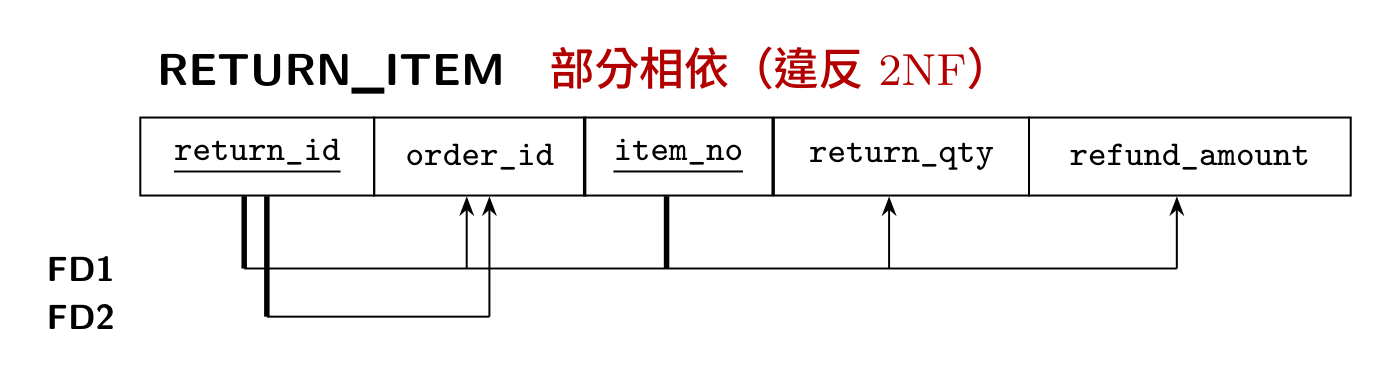 RETURN_ITEM 部分相依（違反 2NF）
return_id order_id item_no return_qty refund_amount
FD1
FD2